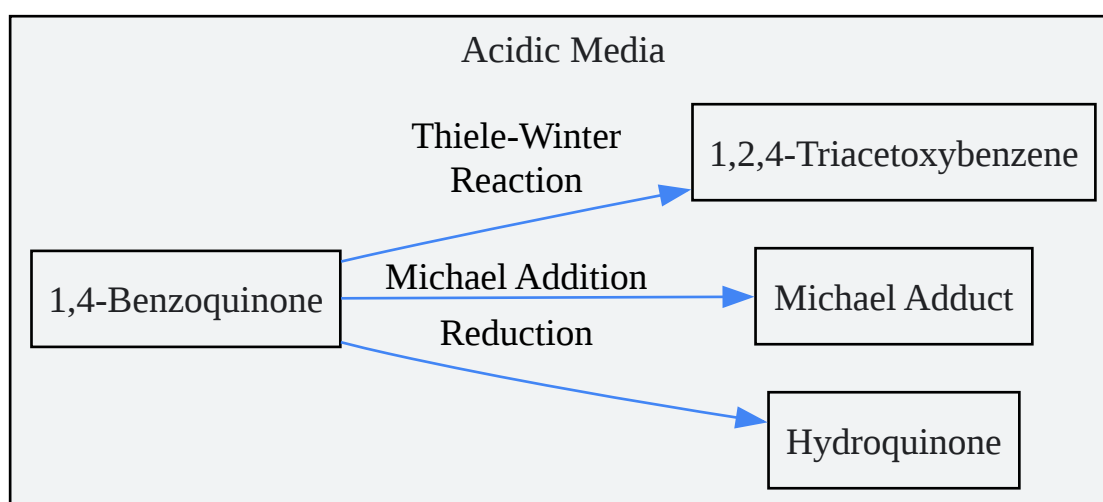 Acidic Media
Thiele-Winter
Reaction
1,2,4-Triacetoxybenzene
1,4-Benzoquinone
Michael Addition
Michael Adduct
Reduction
Hydroquinone